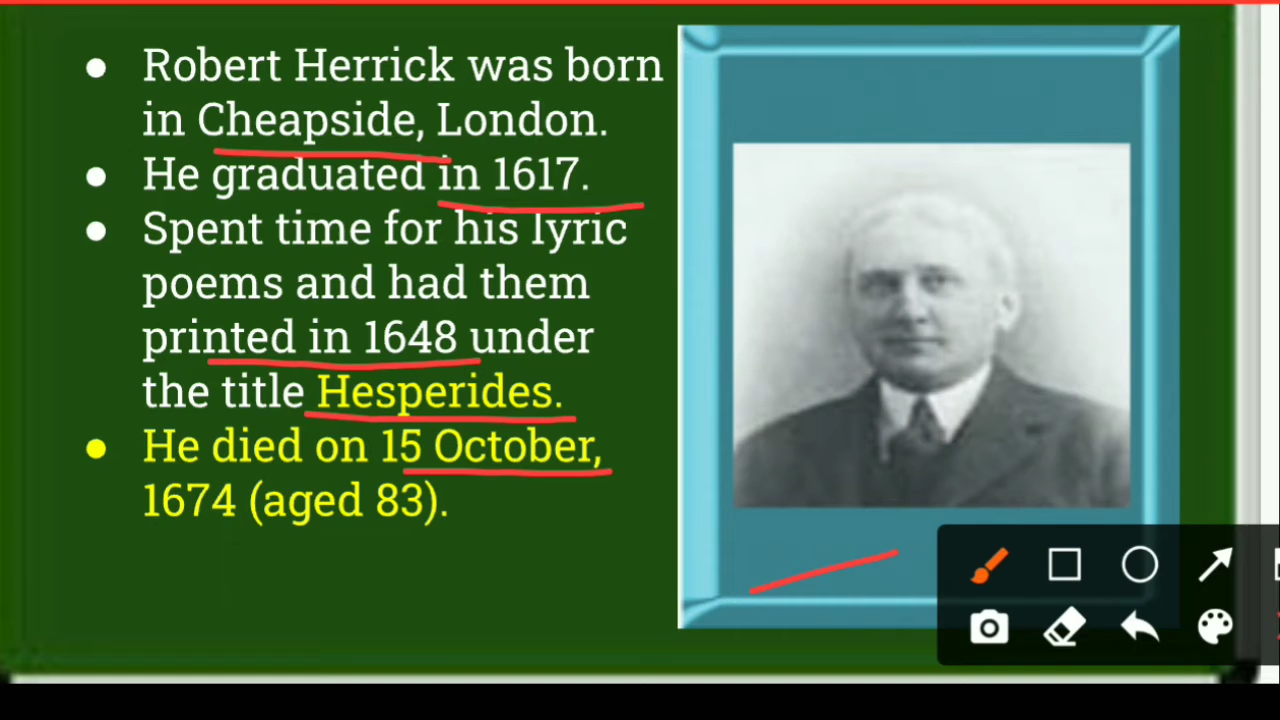 Robert Herrick was born
in Cheapside, London.
He graduated in 1617.
Spent time for his lyric
poems and had them
printed in 1648 under
the title Hesperides.
He died on 15 October,
1674 (aged 83).